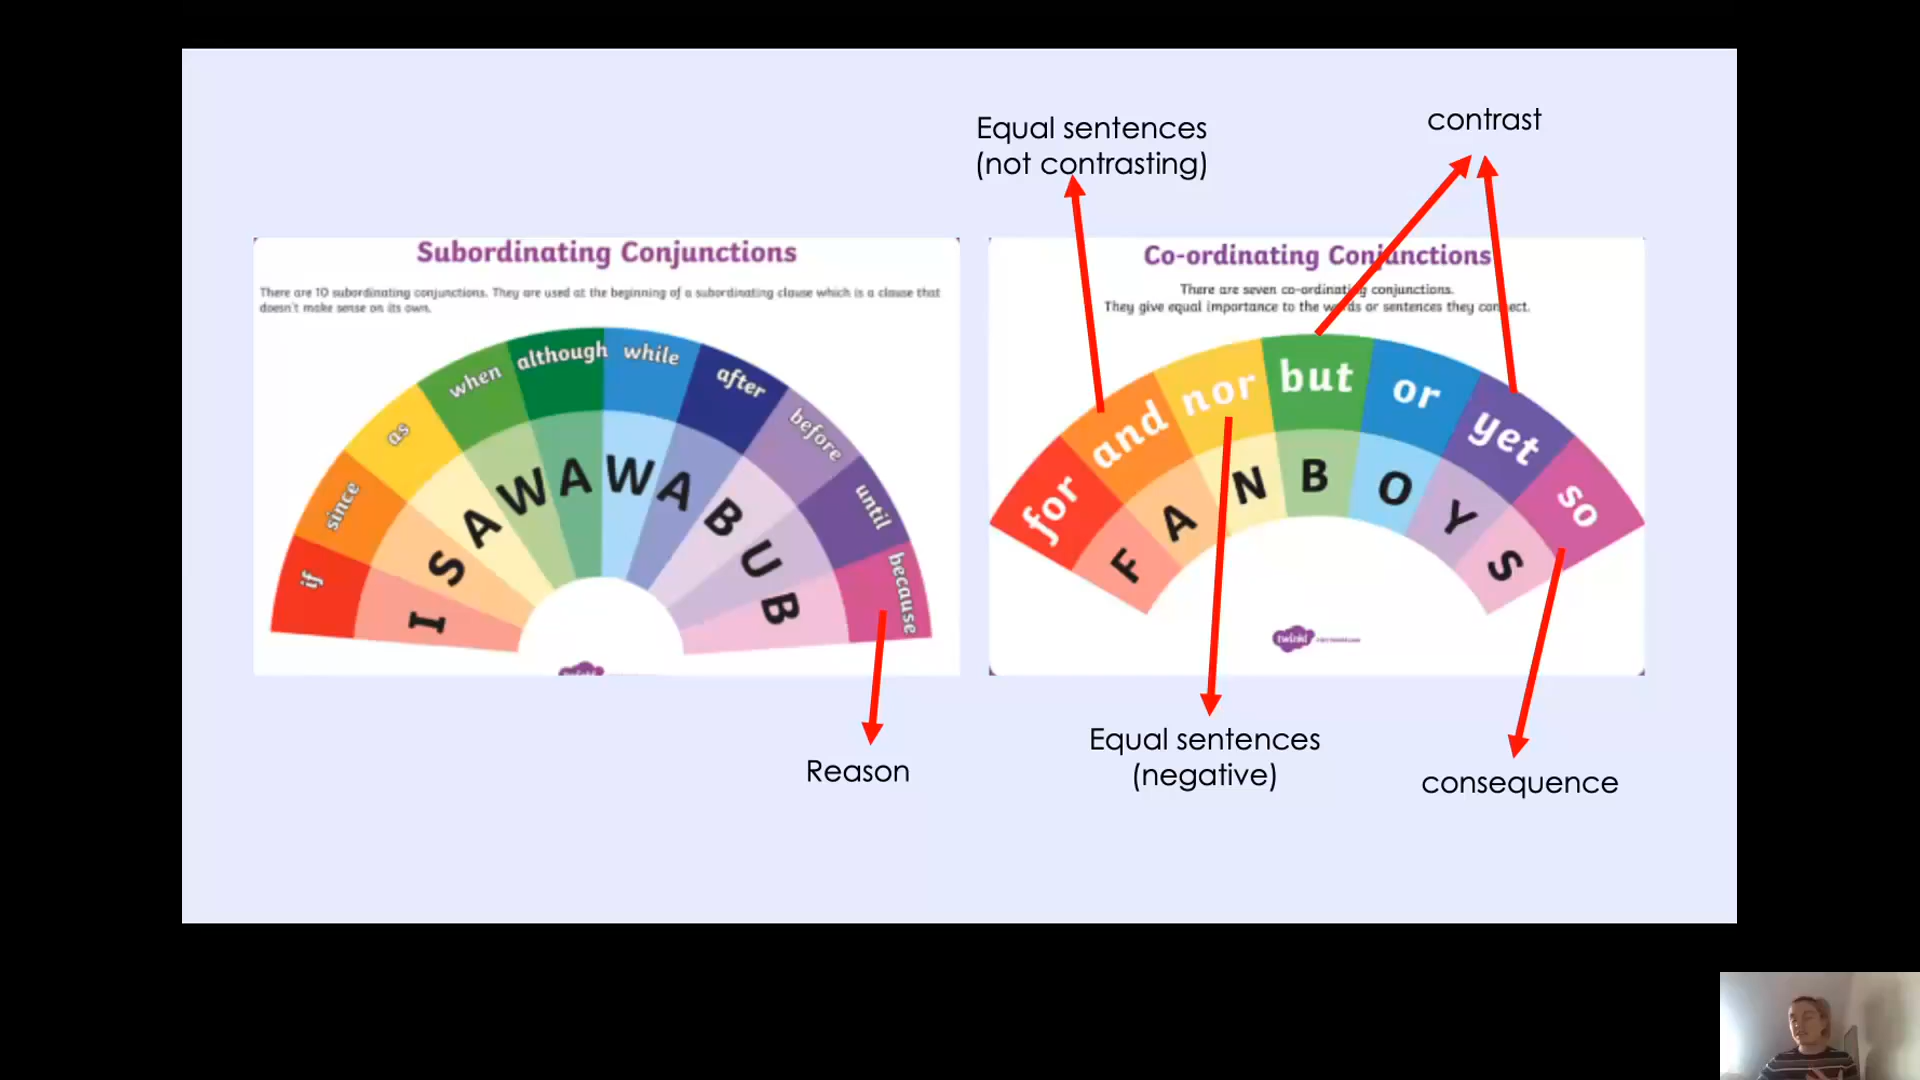 Equal sentences
(not contrasting)
contrast
Subordinating Conjunctions
There are 10 subordinating conjunctions. They are used at the beginning of a subordinating clause which is a clause that
doesn't make sense on its own.
if
since
as
when
although
while
after
before
until
because
I
S
A
W
A
W
A
B
U
B
Reason
Co-ordinating Conjunctions
There are seven co-ordinating conjunctions.
They give equal importance to the words or sentences they connect.
for
and
nor
but
or
yet
so
F
A
N
B
O
Y
S
twinkl
Equal sentences
(negative)
consequence